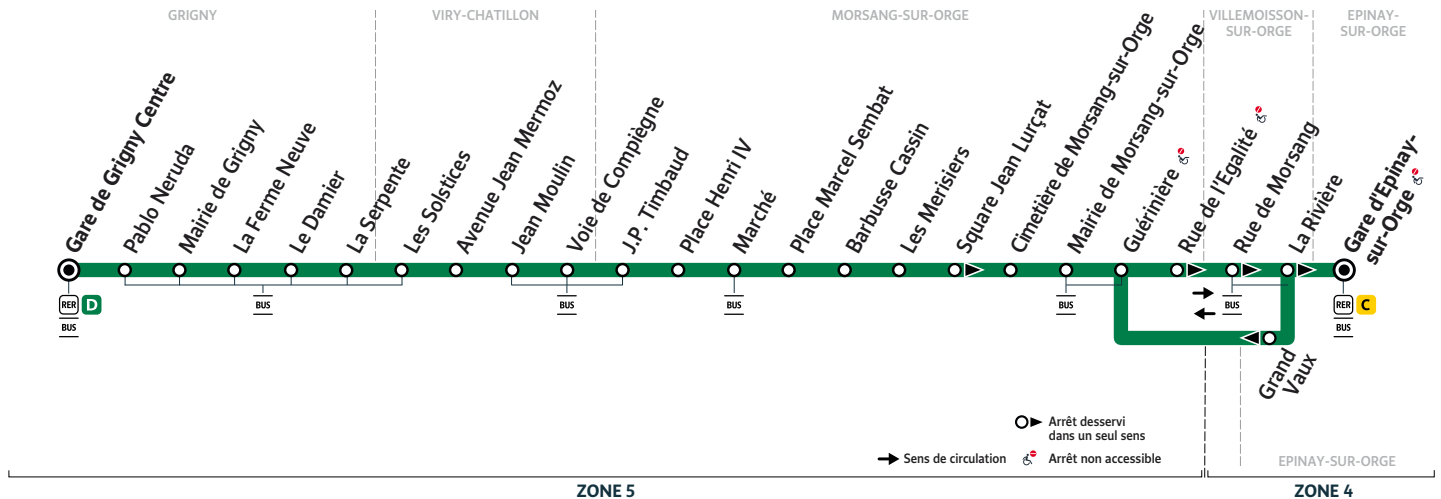 GRIGNY
VIRY-CHATILLON
MORSANG-SUR-ORGE
VILLEMOISSON-
SUR-ORGE
EPINAY-
SUR-ORGE
Gare de Grigny Centre
Pablo Neruda
Mairie de Grigny
La Ferme Neuve
Le Damier
La Serpente
Les Solstices
Avenue Jean Mermoz
Jean Moulin
Voie de Compiègne
J.P. Timbaud
Place Henri IV
Marché
Place Marcel Sembat
Barbusse Cassin
Les Merisiers
Square Jean Lurçat
Cimetière de Morsang-sur-Orge
Mairie de Morsang-sur-Orge
Guérinière
Rue de l'Egalité
Rue de Morsang
La Rivière
Gare d'Epinay-
sur-Orge
RER D
BUS
BUS
BUS
BUS
BUS
BUS
RER C
BUS
Grand
Vaux
Arrêt desservi
dans un seul sens
Sens de circulation
Arrêt non accessible
EPINAY-SUR-ORGE
ZONE 5
ZONE 4